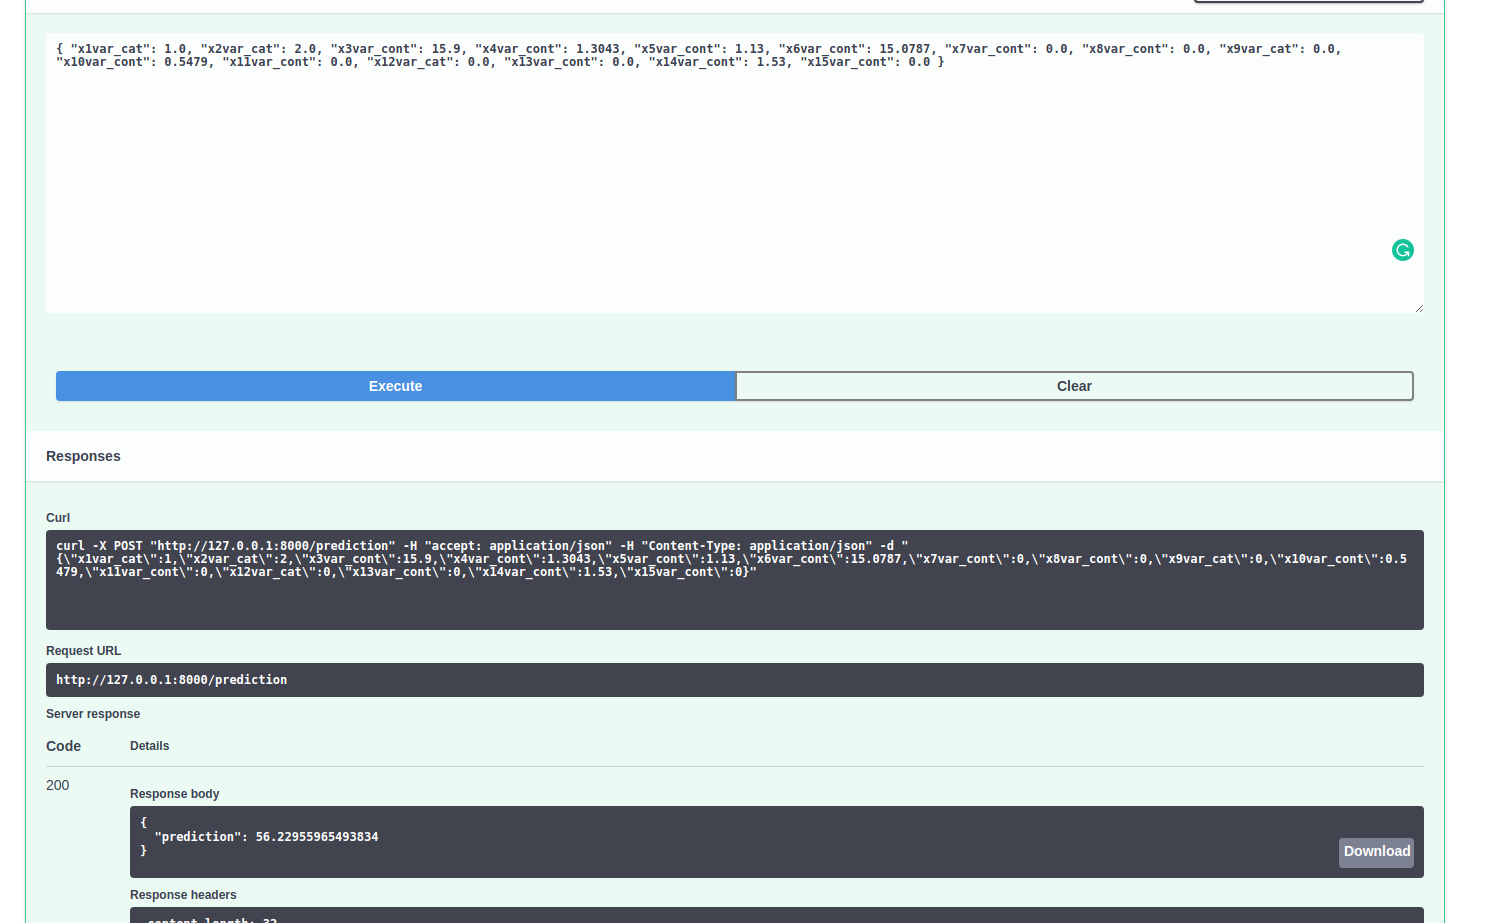 { "x1var_cat": 1.0, "x2var_cat": 2.0, "x3var_cont": 15.9, "x4var_cont": 1.3043, "x5var_cont": 1.13, "x6var_cont": 15.0787, "x7var_cont": 0.0, "x8var_cont": 0.0, "x9var_cat": 0.0,
"x10var_cont": 0.5479, "x11var_cont": 0.0, "x12var_cat": 0.0, "x13var_cont": 0.0, "x14var_cont": 1.53, "x15var_cont": 0.0 }
Execute
Clear
Responses
Curl
curl -X POST "http://127.0.0.1:8000/prediction" -H "accept: application/json" -H "Content-Type: application/json" -d "
{\"x1var_cat\":1,\"x2var_cat\":2,\"x3var_cont\":15.9,\"x4var_cont\":1.3043,\"x5var_cont\":1.13,\"x6var_cont\":15.0787,\"x7var_cont\":0,\"x8var_cont\":0,\"x9var_cat\":0,\"x10var_cont\":0.5
479,\"x11var_cont\":0,\"x12var_cat\":0,\"x13var_cont\":0,\"x14var_cont\":1.53,\"x15var_cont\":0}"
Request URL
http://127.0.0.1:8000/prediction
Server response
Code
Details
200
Response body
{
"prediction": 56.22955965493834
}
Download
Response headers
content-length: 32